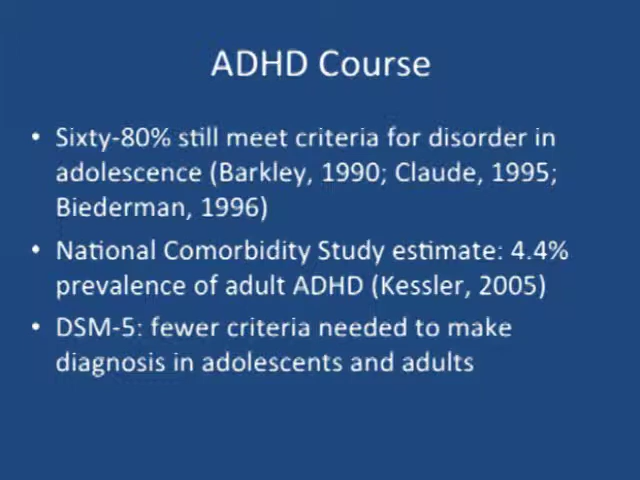 ADHD Course
• Sixty-80% still meet criteria for disorder in
adolescence (Barkley, 1990; Claude, 1995;
Biederman, 1996)
• National Comorbidity Study estimate: 4.4%
prevalence of adult ADHD (Kessler, 2005)
• DSM-5: fewer criteria needed to make
diagnosis in adolescents and adults